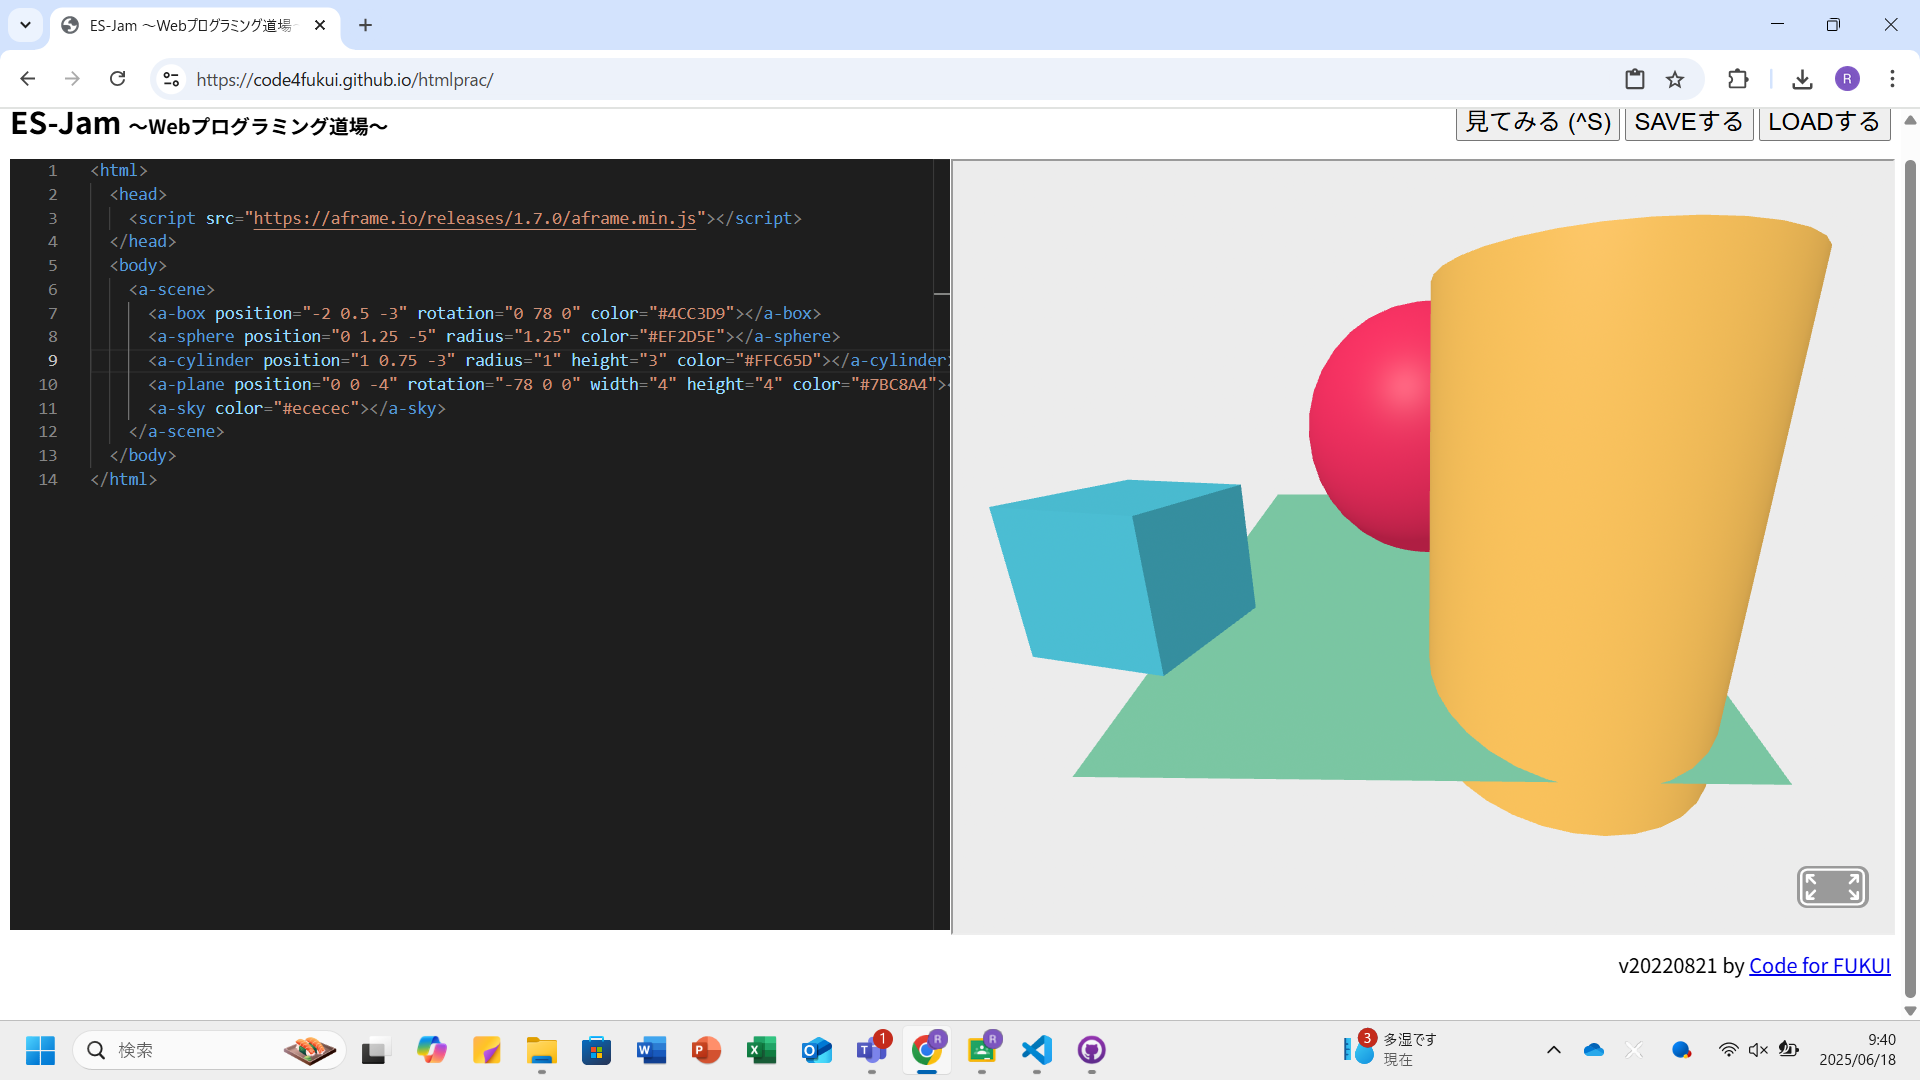 ES-Jam ～Webプログラミング道場
https://code4fukui.github.io/htmlprac/
R
ES-Jam ～Webプログラミング道場～
見てみる (^S) SAVEする LOADする
1 <html>
2 <head>
3 <script src="https://aframe.io/releases/1.7.0/aframe.min.js"></script>
4 </head>
5 <body>
6 <a-scene>
7 <a-box position="-2 0.5 -3" rotation="0 78 0" color="#4CC3D9"></a-box>
8 <a-sphere position="0 1.25 -5" radius="1.25" color="#EF2D5E"></a-sphere>
9 <a-cylinder position="1 0.75 -3" radius="1" height="3" color="#FFC65D"></a-cylinder>
10 <a-plane position="0 0 -4" rotation="-78 0 0" width="4" height="4" color="#7BC8A4"><
11 <a-sky color="#ececec"></a-sky>
12 </a-scene>
13 </body>
14 </html>
v20220821 by Code for FUKUI
検索
W
P
X
O
T
1
R
R
3
多湿です
現在
9:40
2025/06/18